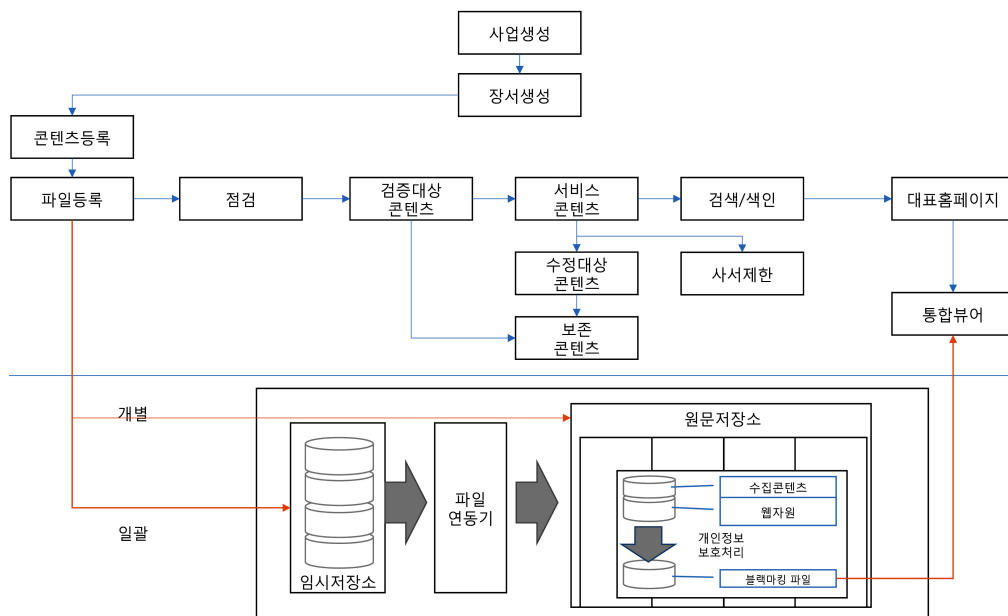 사업생성
장서생성
콘텐츠등록
파일등록
점검
검증대상
콘텐츠
서비스
콘텐츠
검색/색인
대표홈페이지
수정대상
콘텐츠
사서제한
통합뷰어
보존
콘텐츠
개별
원문저장소
수집콘텐츠
웹자원
파일
연동기
일괄
개인정보
보호처리
임시저장소
블랙마킹 파일